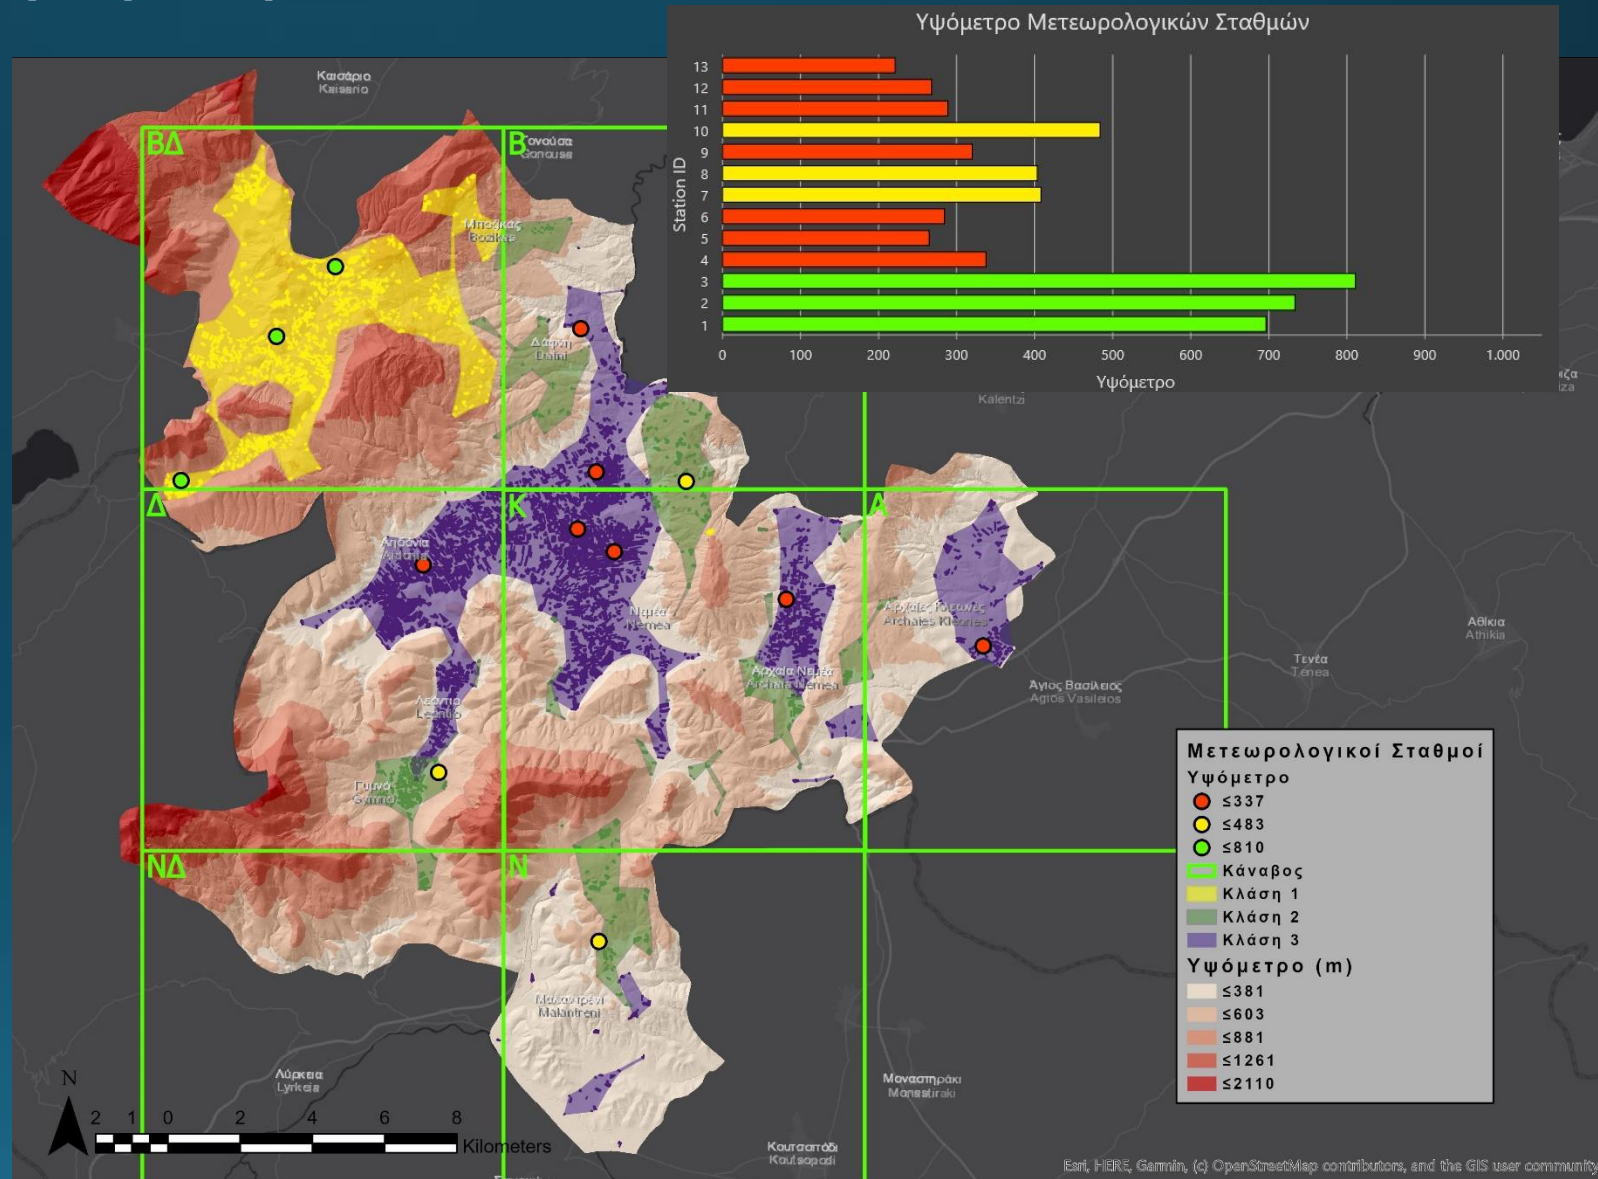 Υψόμετρο Μετεωρολογικών Σταθμών
Station ID
13
12
11
10
9
8
7
6
5
4
3
2
1
0 100 200 300 400 500 600 700 800 900 1.000
Υψόμετρο
Καισάριο
Kaisario
ΒΔ
Β
Γονούσα
Gonousa
Μπόζικας
Bozikas
Δάφνη
Dafni
Kalentzi
Δ
Κ
Α
Αηδόνια
Aidonia
Νεμέα
Nemea
Αρχαίες Κλεωνές
Archaies Kleones
Αθίκια
Athikia
Τενέα
Tenea
Αρχαία Νεμέα
Archaia Nemea
Άγιος Βασίλειος
Agios Vasileios
Λεόντιο
Leontio
Γυμνό
Gymno
ΝΔ
Ν
Μαλαντρένι
Malantreni
Λύρκεια
Lyrkeia
Μοναστηράκι
Monastiraki
Κουτσοπόδι
Koutsopodi
Μετεωρολογικοί Σταθμοί
Υψόμετρο
≤337
≤483
≤810
Κάναβος
Κλάση 1
Κλάση 2
Κλάση 3
Υψόμετρο (m)
≤381
≤603
≤881
≤1261
≤2110
N
2 1 0 2 4 6 8
Kilometers
Esri, HERE, Garmin, (c) OpenStreetMap contributors, and the GIS user community